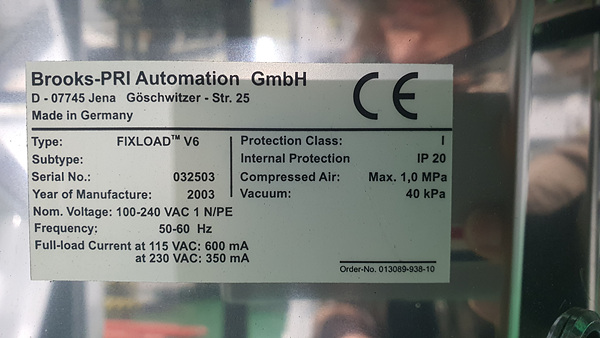 Brooks-PRI Automation GmbH
D - 07745 Jena Göschwitzer - Str. 25
Made in Germany
CE
Type: FIXLOAD™ V6
Subtype:
Serial No.: 032503
Year of Manufacture: 2003
Nom. Voltage: 100-240 VAC 1 N/PE
Frequency: 50-60 Hz
Full-load Current at 115 VAC: 600 mA
at 230 VAC: 350 mA
Protection Class: I
Internal Protection IP 20
Compressed Air: Max. 1,0 MPa
Vacuum: 40 kPa
Order-No. 013089-938-10